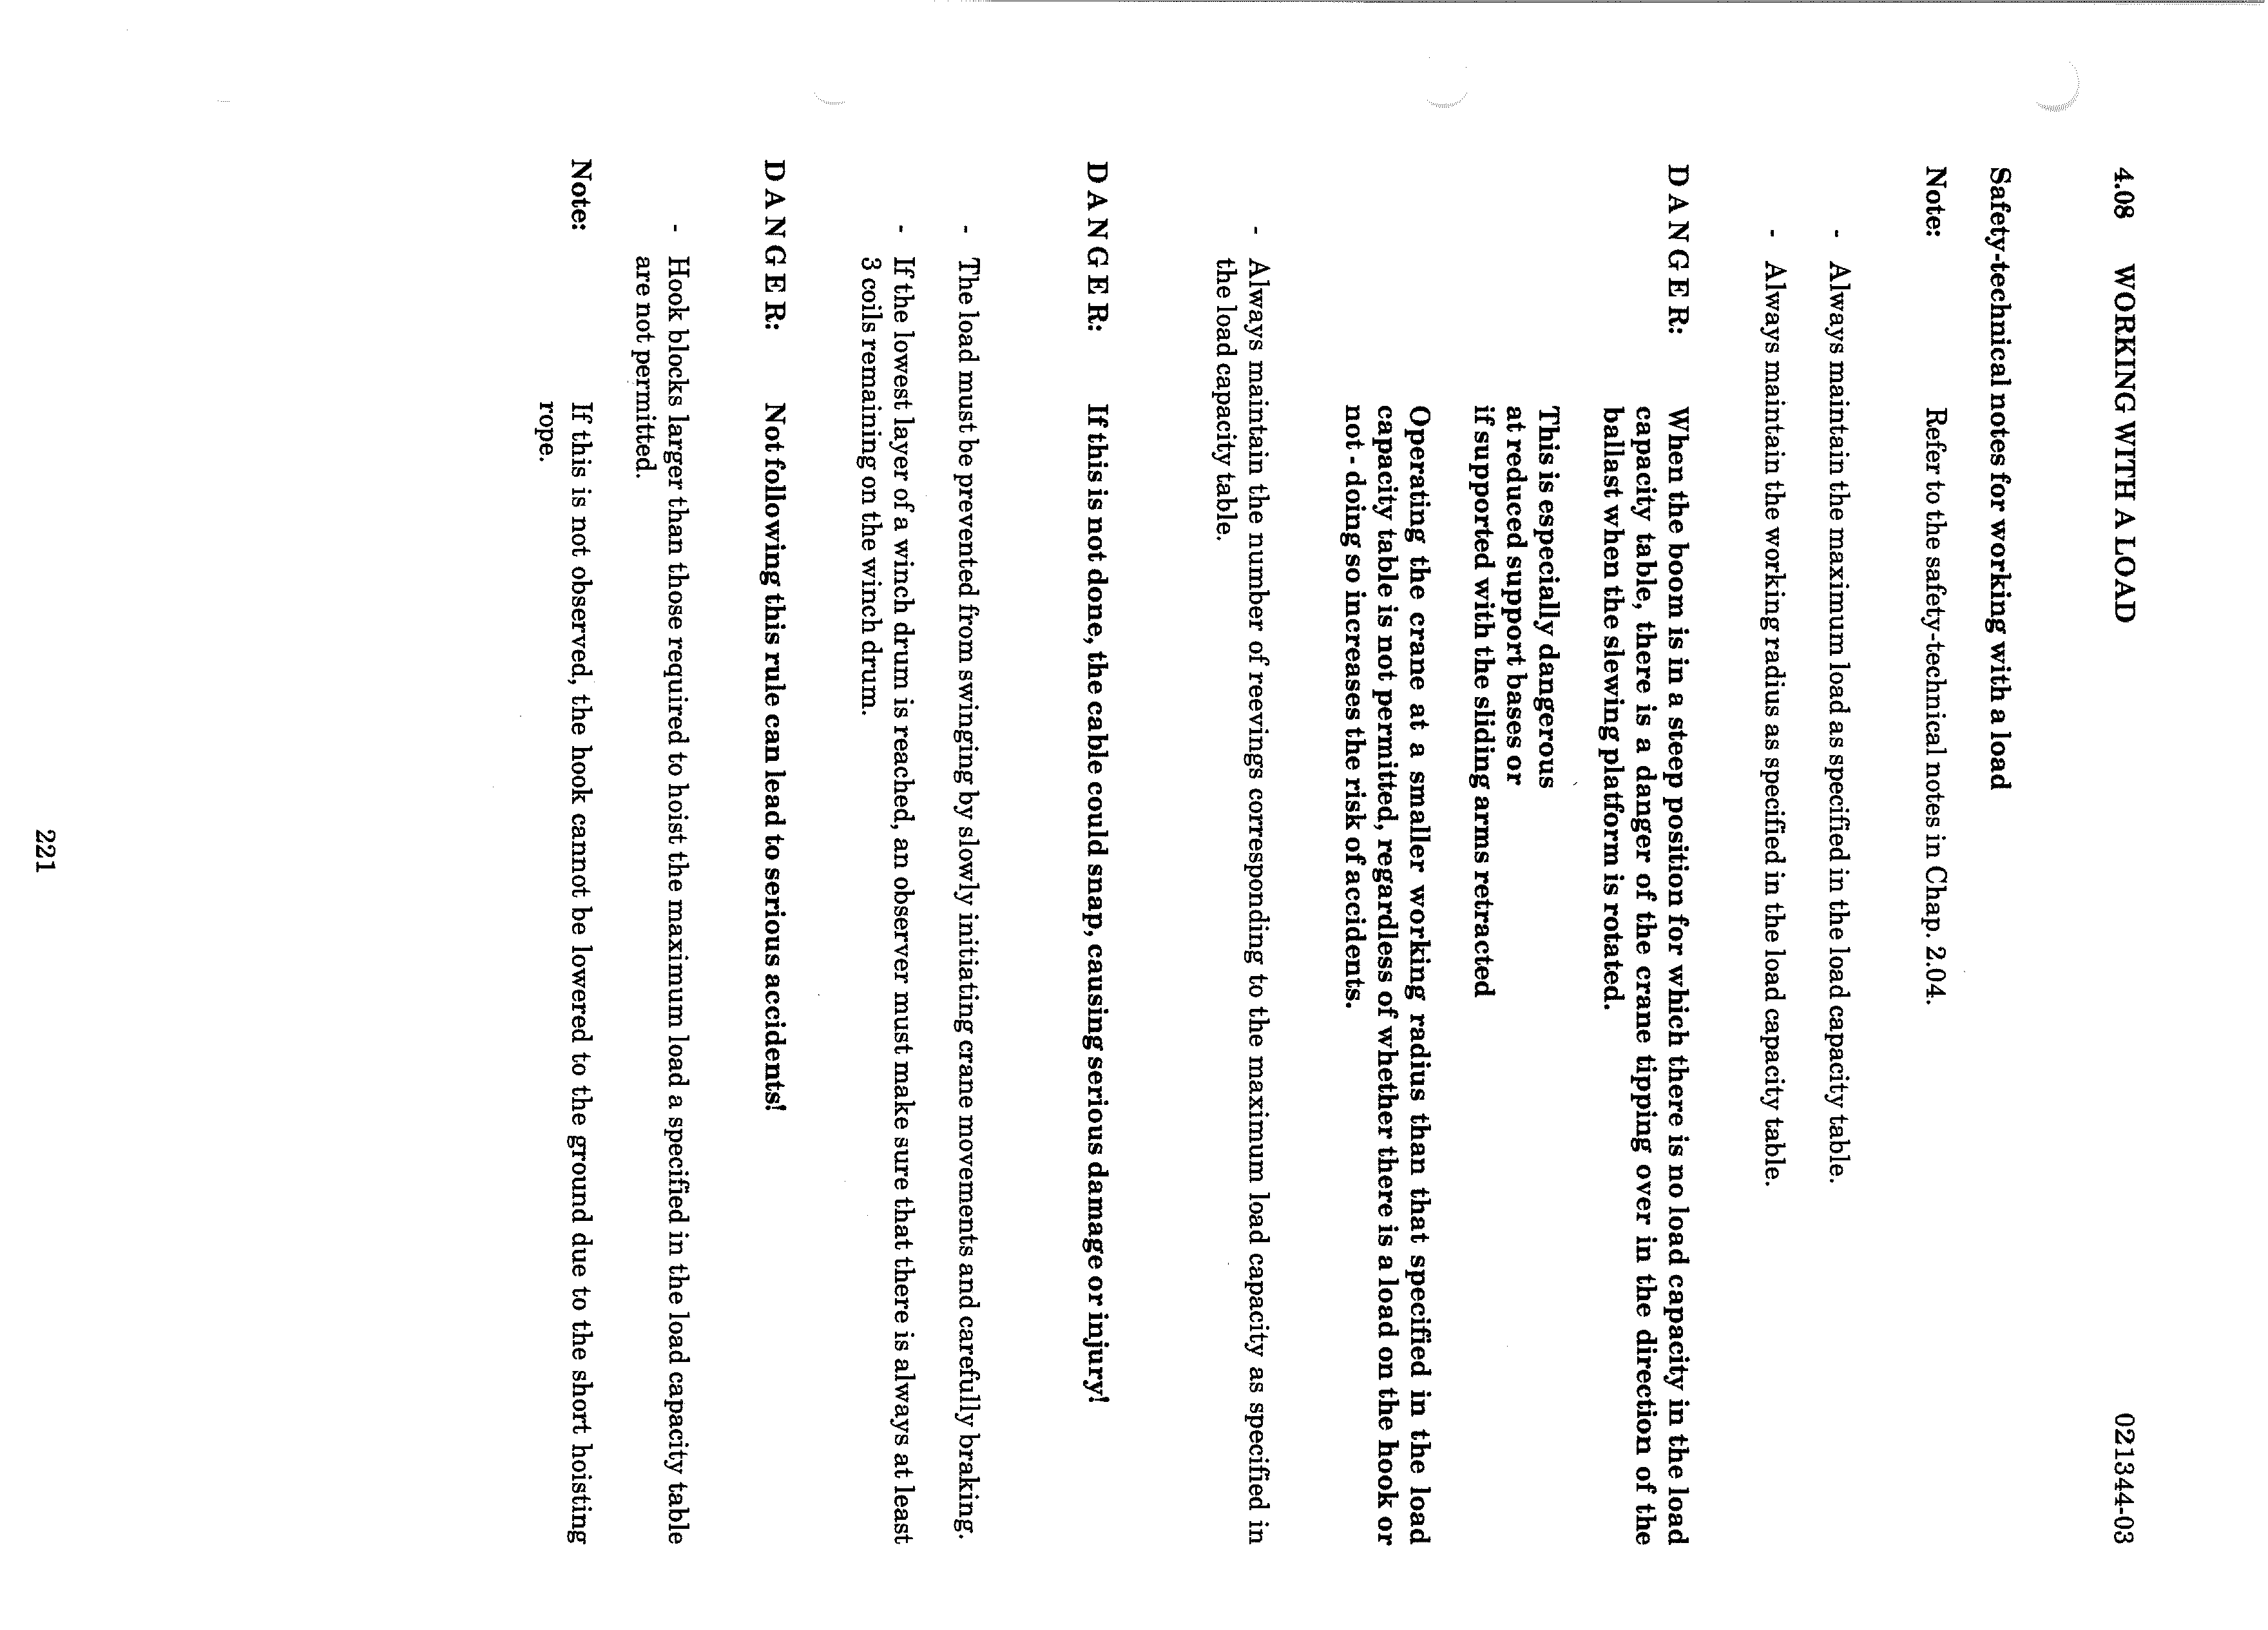 4.08 WORKING WITH A LOAD 021344-03
Safety-technical notes for working with a load
Note: Refer to the safety-technical notes in Chap. 2.04.
- Always maintain the maximum load as specified in the load capacity table.
- Always maintain the working radius as specified in the load capacity table.
D A N G E R: When the boom is in a steep position for which there is no load capacity in the load
capacity table, there is a danger of the crane tipping over in the direction of the
ballast when the slewing platform is rotated.
This is especially dangerous
at reduced support bases or
if supported with the sliding arms retracted
Operating the crane at a smaller working radius than that specified in the load
capacity table is not permitted, regardless of whether there is a load on the hook or
not - doing so increases the risk of accidents.
- Always maintain the number of reevings corresponding to the maximum load capacity as specified in
the load capacity table.
D A N G E R: If this is not done, the cable could snap, causing serious damage or injury!
- The load must be prevented from swinging by slowly initiating crane movements and carefully braking.
- If the lowest layer of a winch drum is reached, an observer must make sure that there is always at least
3 coils remaining on the winch drum.
D A N G E R: Not following this rule can lead to serious accidents!
- Hook blocks larger than those required to hoist the maximum load a specified in the load capacity table
are not permitted.
Note: If this is not observed, the hook cannot be lowered to the ground due to the short hoisting
rope.
221